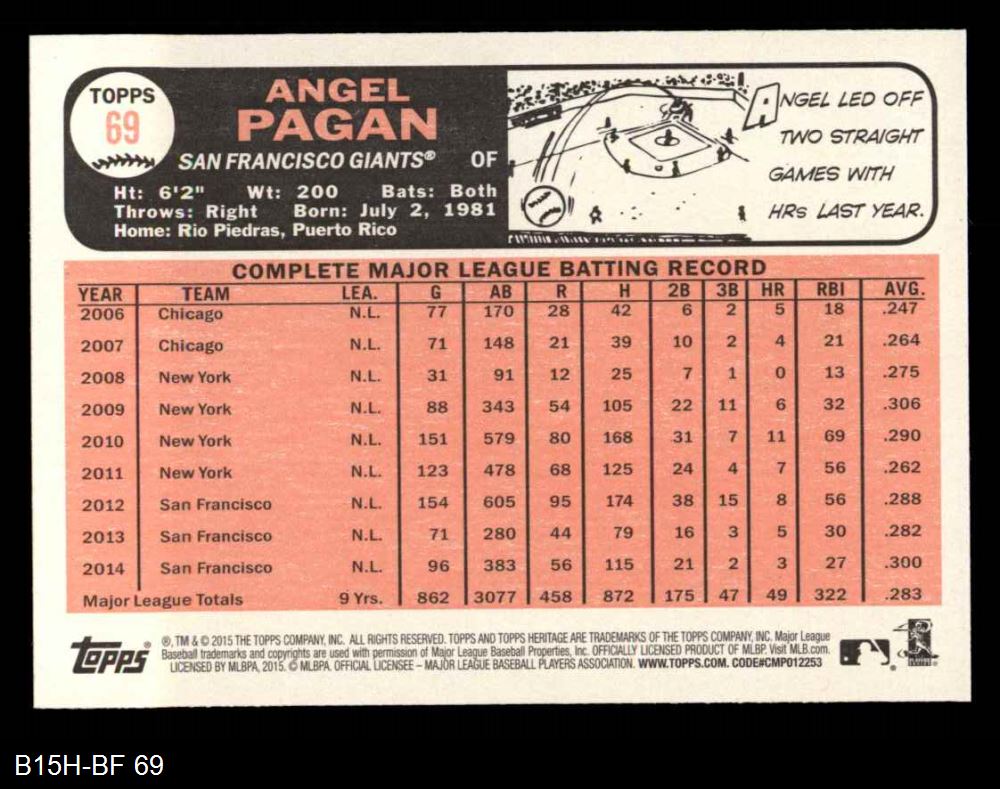 TOPPS
69
ANGEL
PAGAN
SAN FRANCISCO GIANTS® OF
Ht: 6'2" Wt: 200 Bats: Both
Throws: Right Born: July 2, 1981
Home: Rio Piedras, Puerto Rico
ANGEL LED OFF
TWO STRAIGHT
GAMES WITH
HRs LAST YEAR.
COMPLETE MAJOR LEAGUE BATTING RECORD
YEAR TEAM LEA. G AB R H 2B 3B HR RBI AVG.
2006 Chicago N.L. 77 170 28 42 6 2 5 18 .247
2007 Chicago N.L. 71 148 21 39 10 2 4 21 .264
2008 New York N.L. 31 91 12 25 7 1 0 13 .275
2009 New York N.L. 88 343 54 105 22 11 6 32 .306
2010 New York N.L. 151 579 80 168 31 7 11 69 .290
2011 New York N.L. 123 478 68 125 24 4 7 56 .262
2012 San Francisco N.L. 154 605 95 174 38 15 8 56 .288
2013 San Francisco N.L. 71 280 44 79 16 3 5 30 .282
2014 San Francisco N.L. 96 383 56 115 21 2 3 27 .300
Major League Totals 9 Yrs. 862 3077 458 872 175 47 49 322 .283
topps®
®, TM & © 2015 THE TOPPS COMPANY, INC. ALL RIGHTS RESERVED. TOPPS AND TOPPS HERITAGE ARE TRADEMARKS OF THE TOPPS COMPANY, INC. Major League
Baseball trademarks and copyrights are used with permission of Major League Baseball Properties, Inc. OFFICIALLY LICENSED PRODUCT OF MLBP. Visit MLB.com.
LICENSED BY MLBPA, 2015. © MLBPA. OFFICIAL LICENSEE – MAJOR LEAGUE BASEBALL PLAYERS ASSOCIATION. WWW.TOPPS.COM. CODE#CMP012253
B15H-BF 69